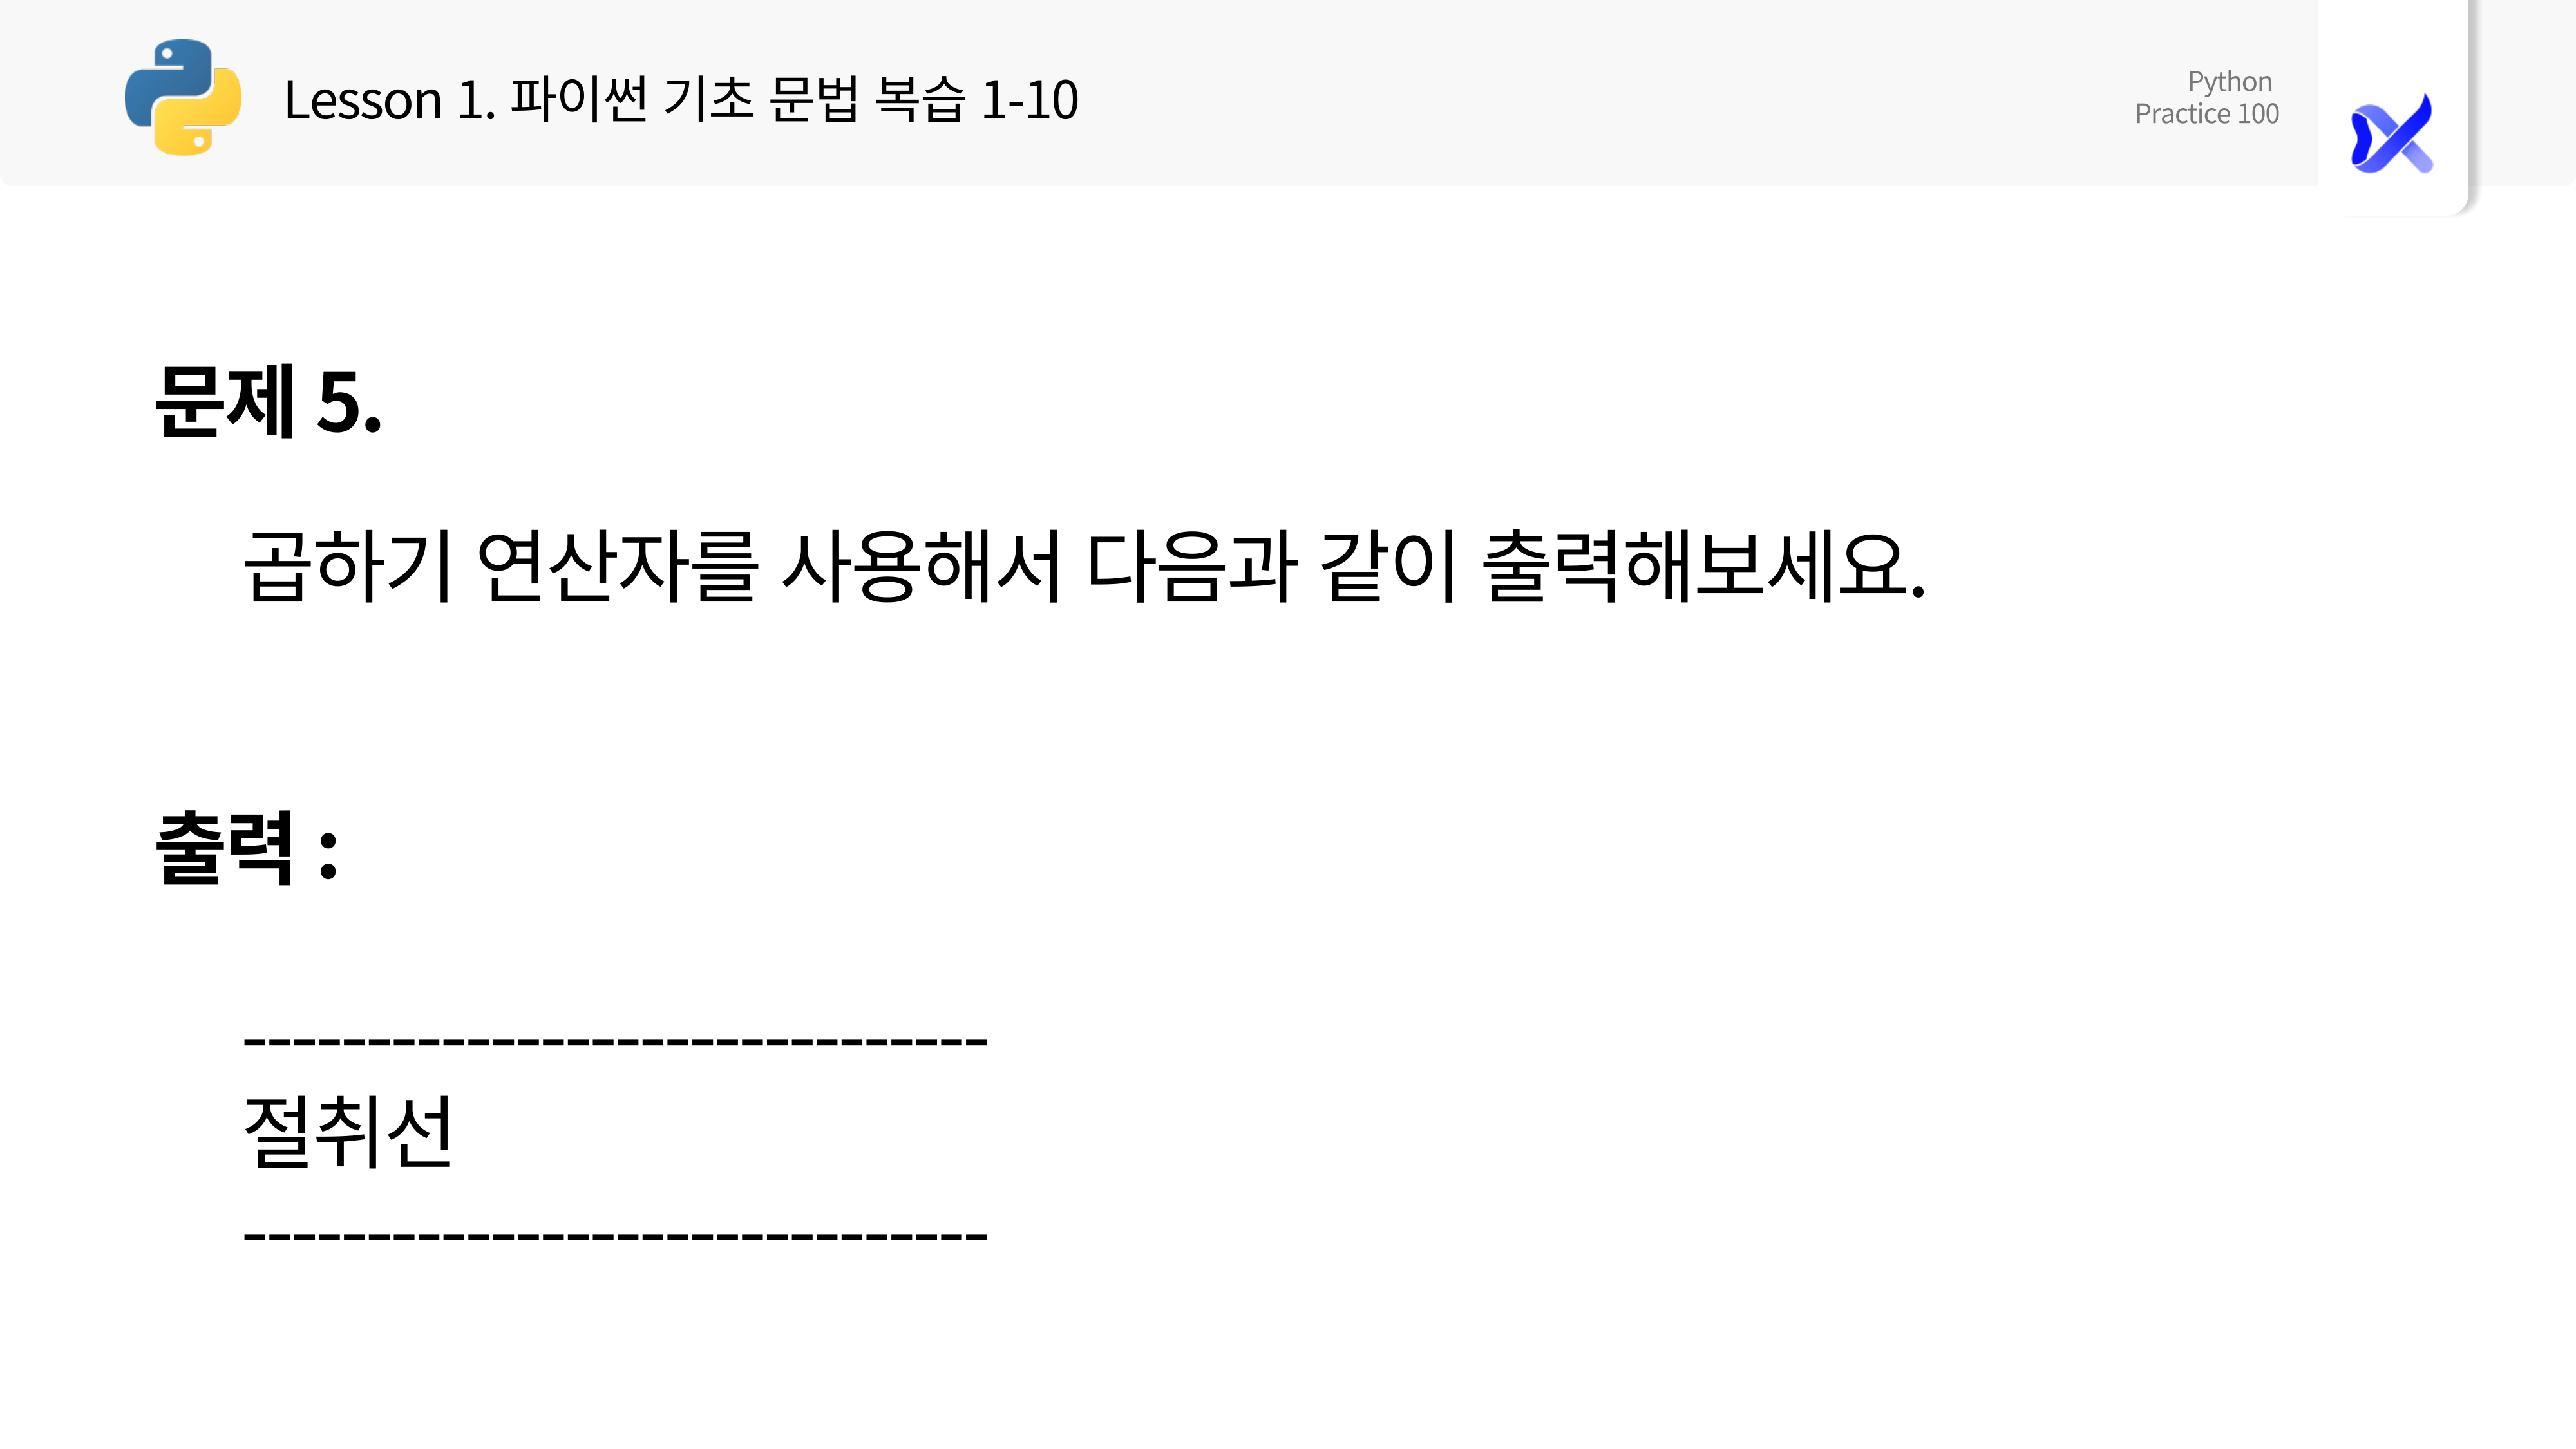 Lesson 1. 파이썬 기초 문법 복습 1-10
Python
Practice 100
문제 5.
곱하기 연산자를 사용해서 다음과 같이 출력해보세요.
출력 :
------------------------------
절취선
------------------------------